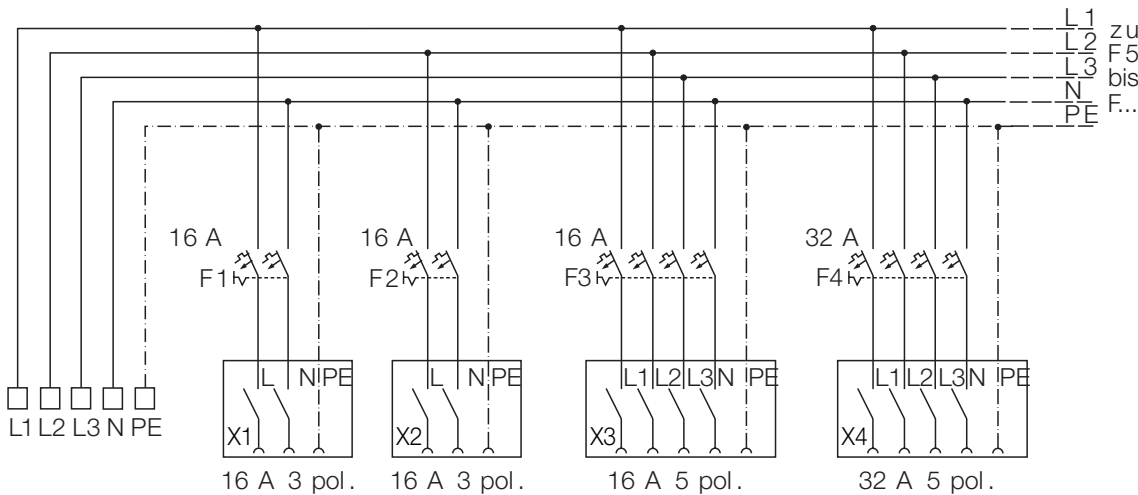 L1
zu
L2
F5
L3
bis
N
F...
PE
16 A
16 A
16 A
32 A
F1
F2
F3
F4
L N PE
L N PE
L1 L2 L3 N PE
L1 L2 L3 N PE
X1
X2
X3
X4
L1 L2 L3 N PE
16 A 3 pol.
16 A 3 pol.
16 A 5 pol.
32 A 5 pol.